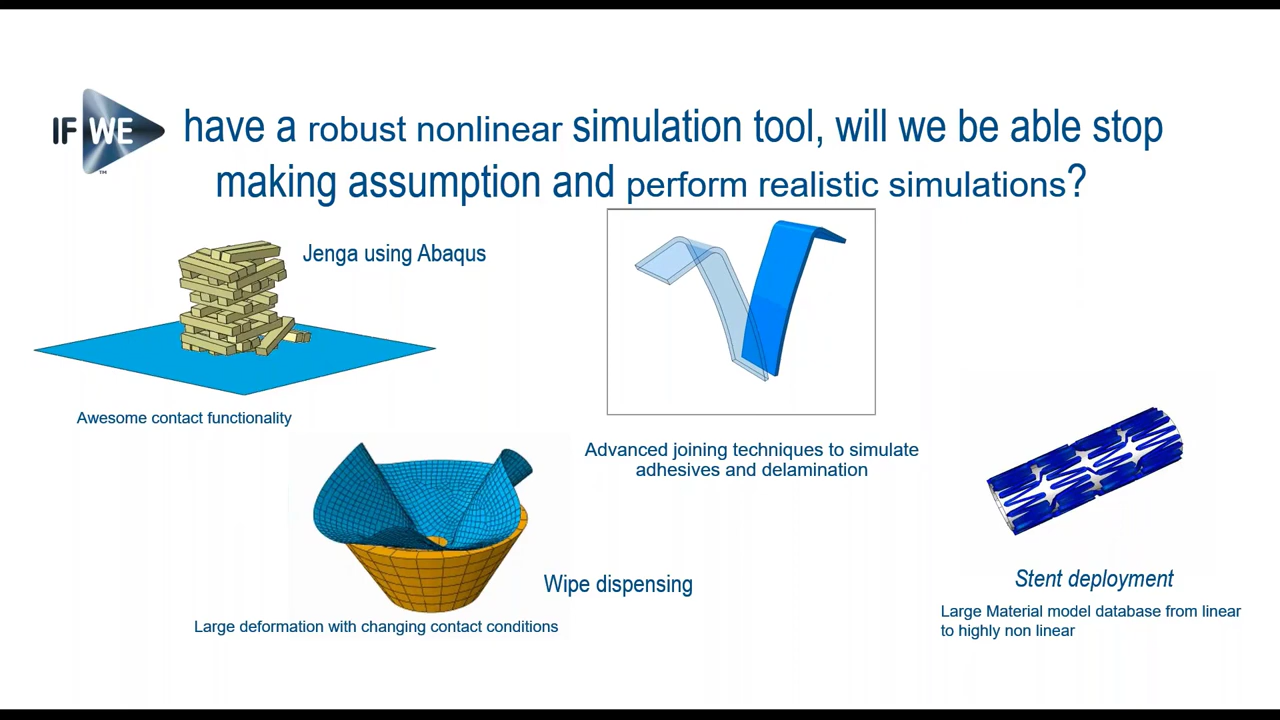 IF WE have a robust nonlinear simulation tool, will we be able stop
TM
making assumption and perform realistic simulations?
Jenga using Abaqus
Awesome contact functionality
Advanced joining techniques to simulate
adhesives and delamination
Wipe dispensing
Large deformation with changing contact conditions
Stent deployment
Large Material model database from linear
to highly non linear